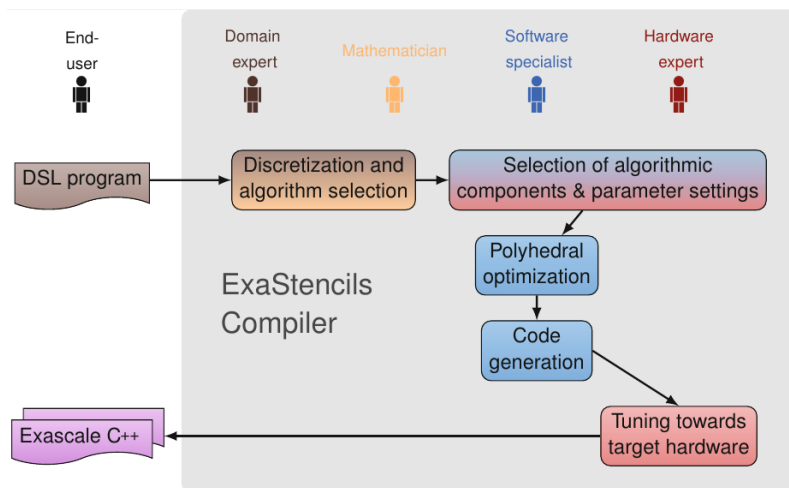 End-
user
Domain
expert
Mathematician
Software
specialist
Hardware
expert
DSL program
Discretization and
algorithm selection
Selection of algorithmic
components & parameter settings
Polyhedral
optimization
ExaStencils
Compiler
Code
generation
Exascale C++
Tuning towards
target hardware